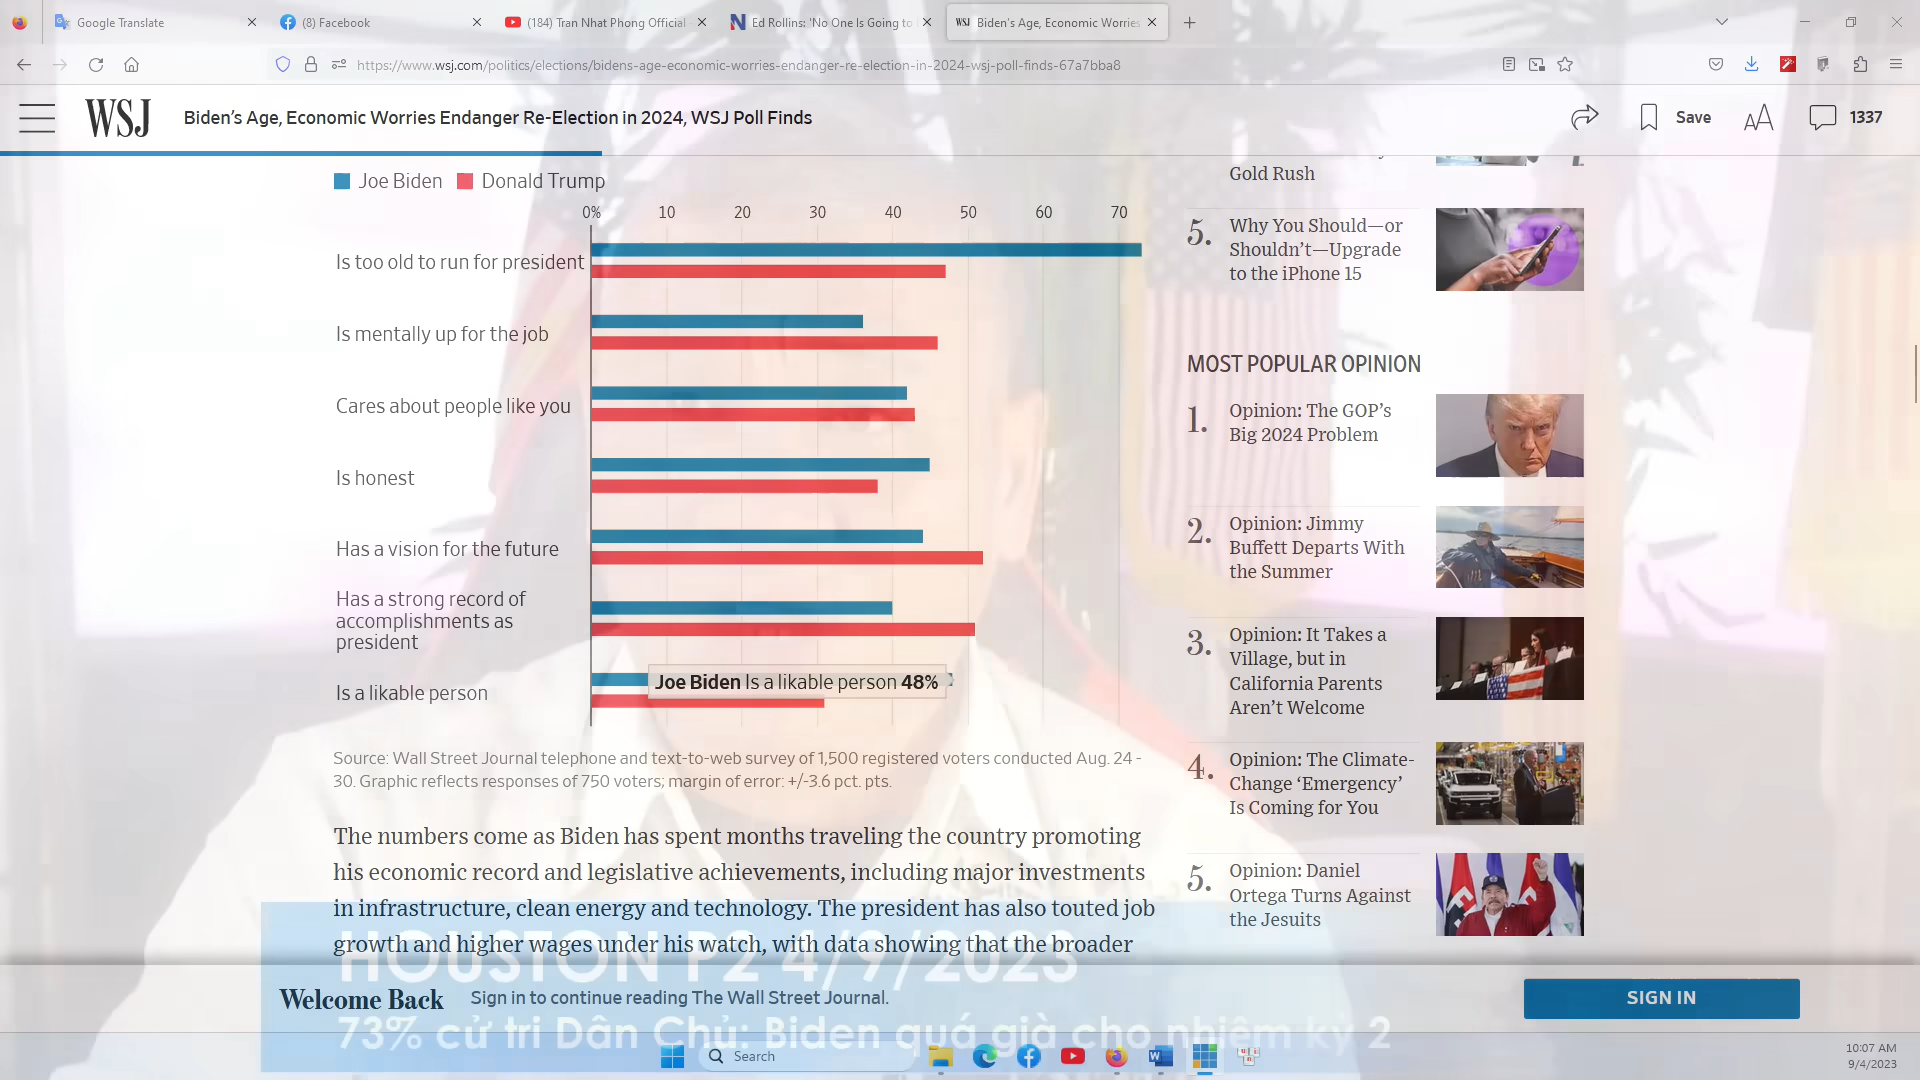 Google Translate
(8) Facebook
(184) Tran Nhat Phong Official
Ed Rollins: 'No One Is Going to
WSJ Biden's Age, Economic Worries
https://www.wsj.com/politics/elections/bidens-age-economic-worries-endanger-re-election-in-2024-wsj-poll-finds-67a7bba8
WSJ
Biden's Age, Economic Worries Endanger Re-Election in 2024, WSJ Poll Finds
Save
AA
1337
Joe Biden Donald Trump
0% 10 20 30 40 50 60 70
Is too old to run for president
Is mentally up for the job
Cares about people like you
Is honest
Has a vision for the future
Has a strong record of
accomplishments as
president
Is a likable person
Joe Biden Is a likable person 48%
Source: Wall Street Journal telephone and text-to-web survey of 1,500 registered voters conducted Aug. 24 -
30. Graphic reflects responses of 750 voters; margin of error: +/-3.6 pct. pts.
The numbers come as Biden has spent months traveling the country promoting
his economic record and legislative achievements, including major investments
in infrastructure, clean energy and technology. The president has also touted job
growth and higher wages under his watch, with data showing that the broader
Gold Rush
5. Why You Should—or
Shouldn't—Upgrade
to the iPhone 15
MOST POPULAR OPINION
1. Opinion: The GOP's
Big 2024 Problem
2. Opinion: Jimmy
Buffett Departs With
the Summer
3. Opinion: It Takes a
Village, but in
California Parents
Aren't Welcome
4. Opinion: The Climate-
Change 'Emergency'
Is Coming for You
5. Opinion: Daniel
Ortega Turns Against
the Jesuits
HOUSTON P2 4/9/2023
Welcome Back
Sign in to continue reading The Wall Street Journal.
SIGN IN
73% cử tri Dân Chủ: Biden quá già cho nhiệm kỳ 2
Search
10:07 AM
9/4/2023